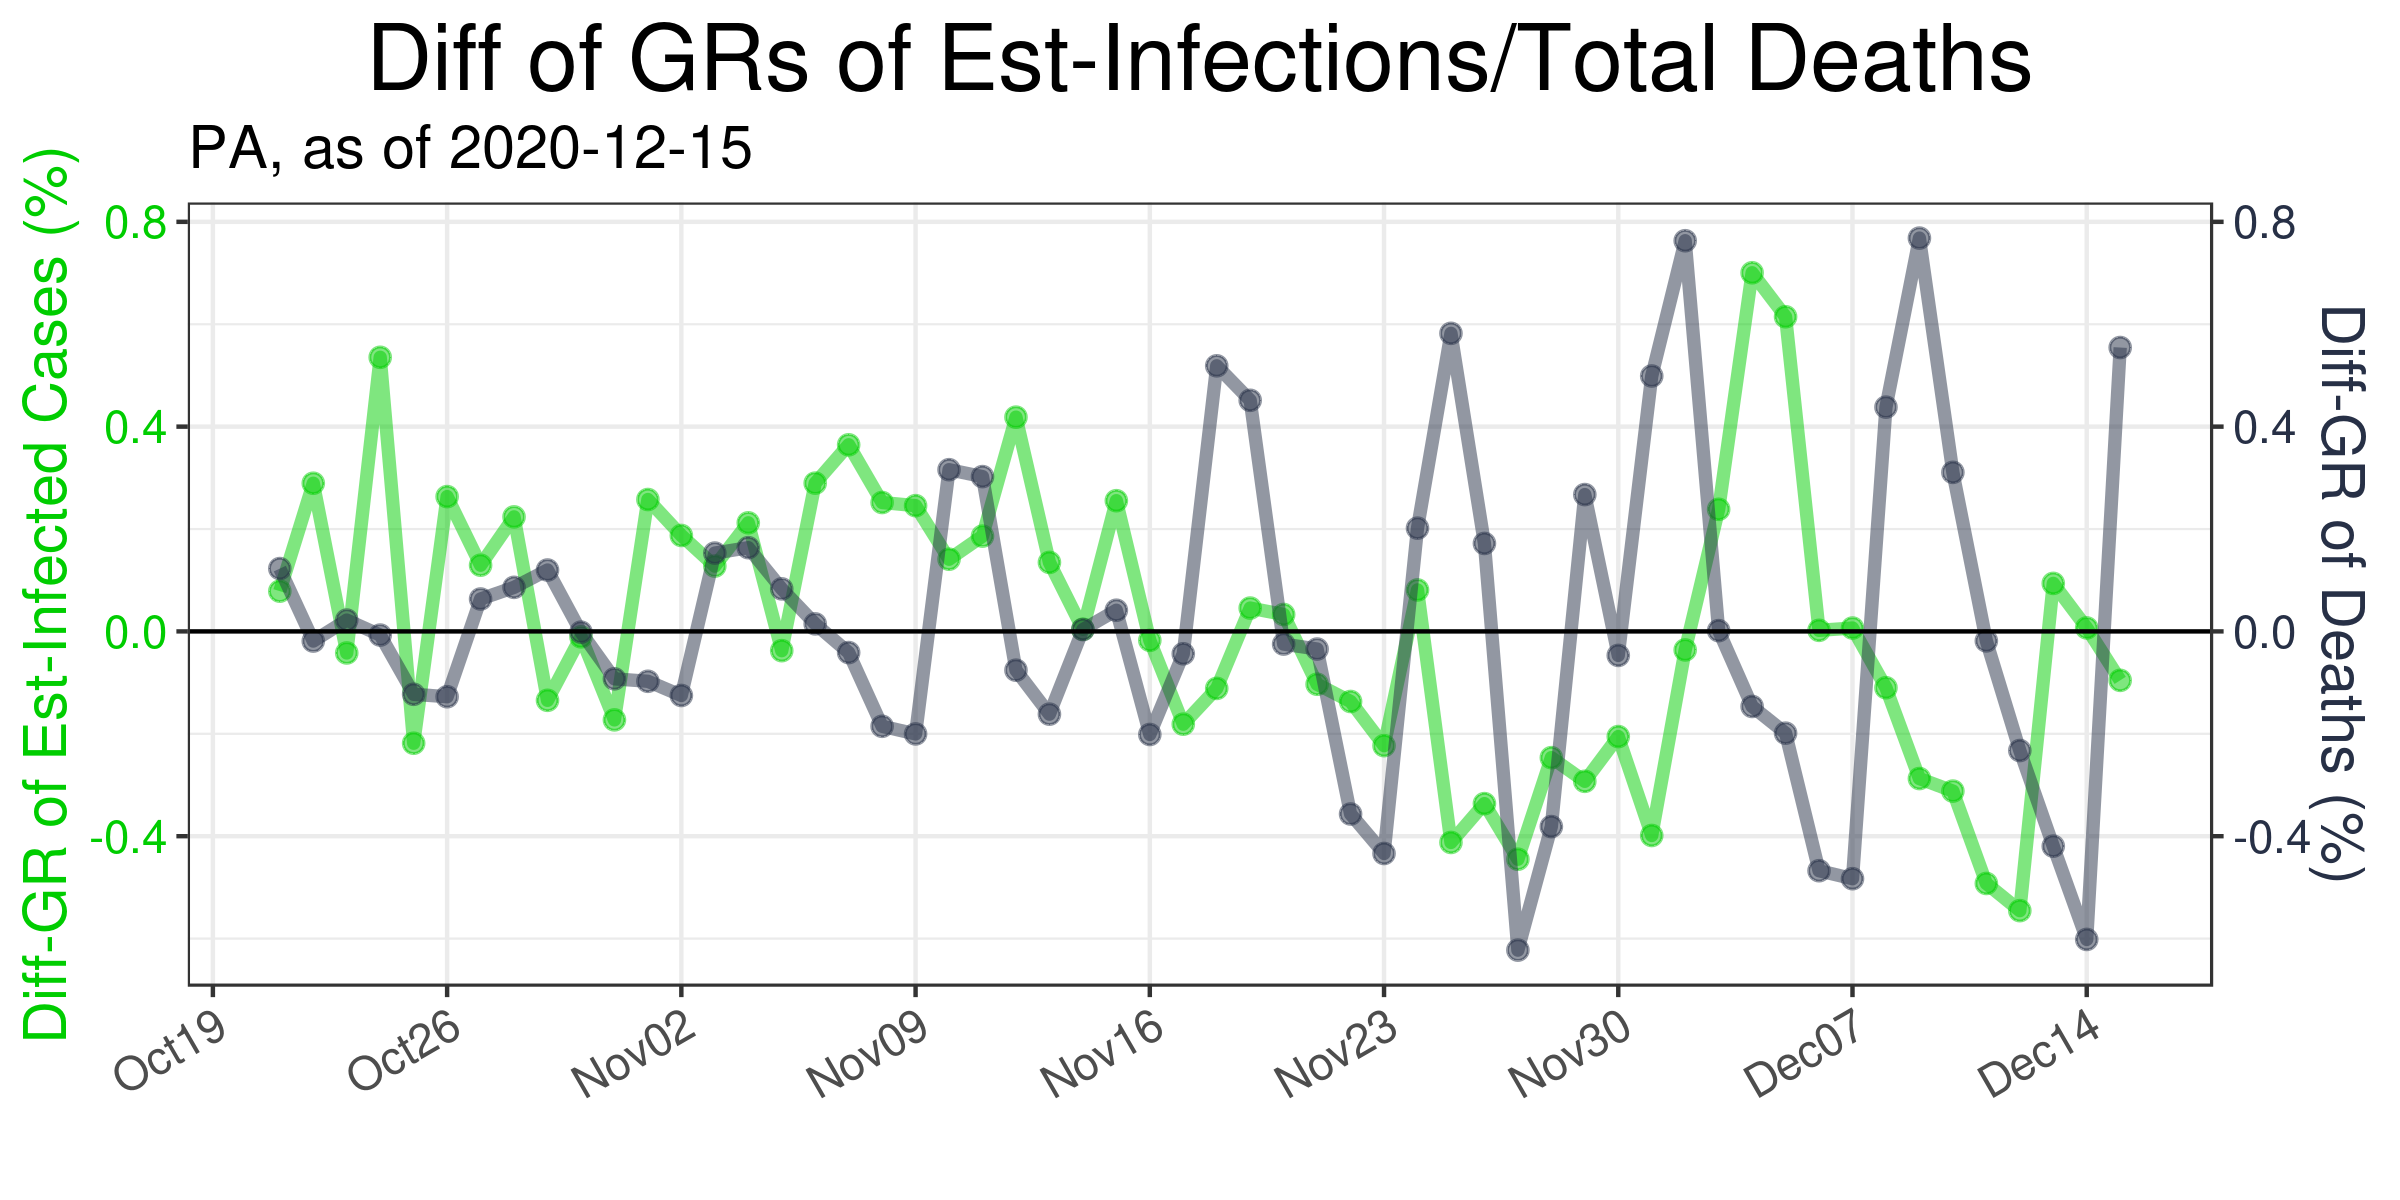 Diff of GRs of Est-Infections/Total Deaths
PA, as of 2020-12-15
Diff-GR of Est-Infected Cases (%)
0.8
0.4
0.0
-0.4
0.8
0.4
0.0
-0.4
Diff-GR of Deaths (%)
Oct19
Oct26
Nov02
Nov09
Nov16
Nov23
Nov30
Dec07
Dec14